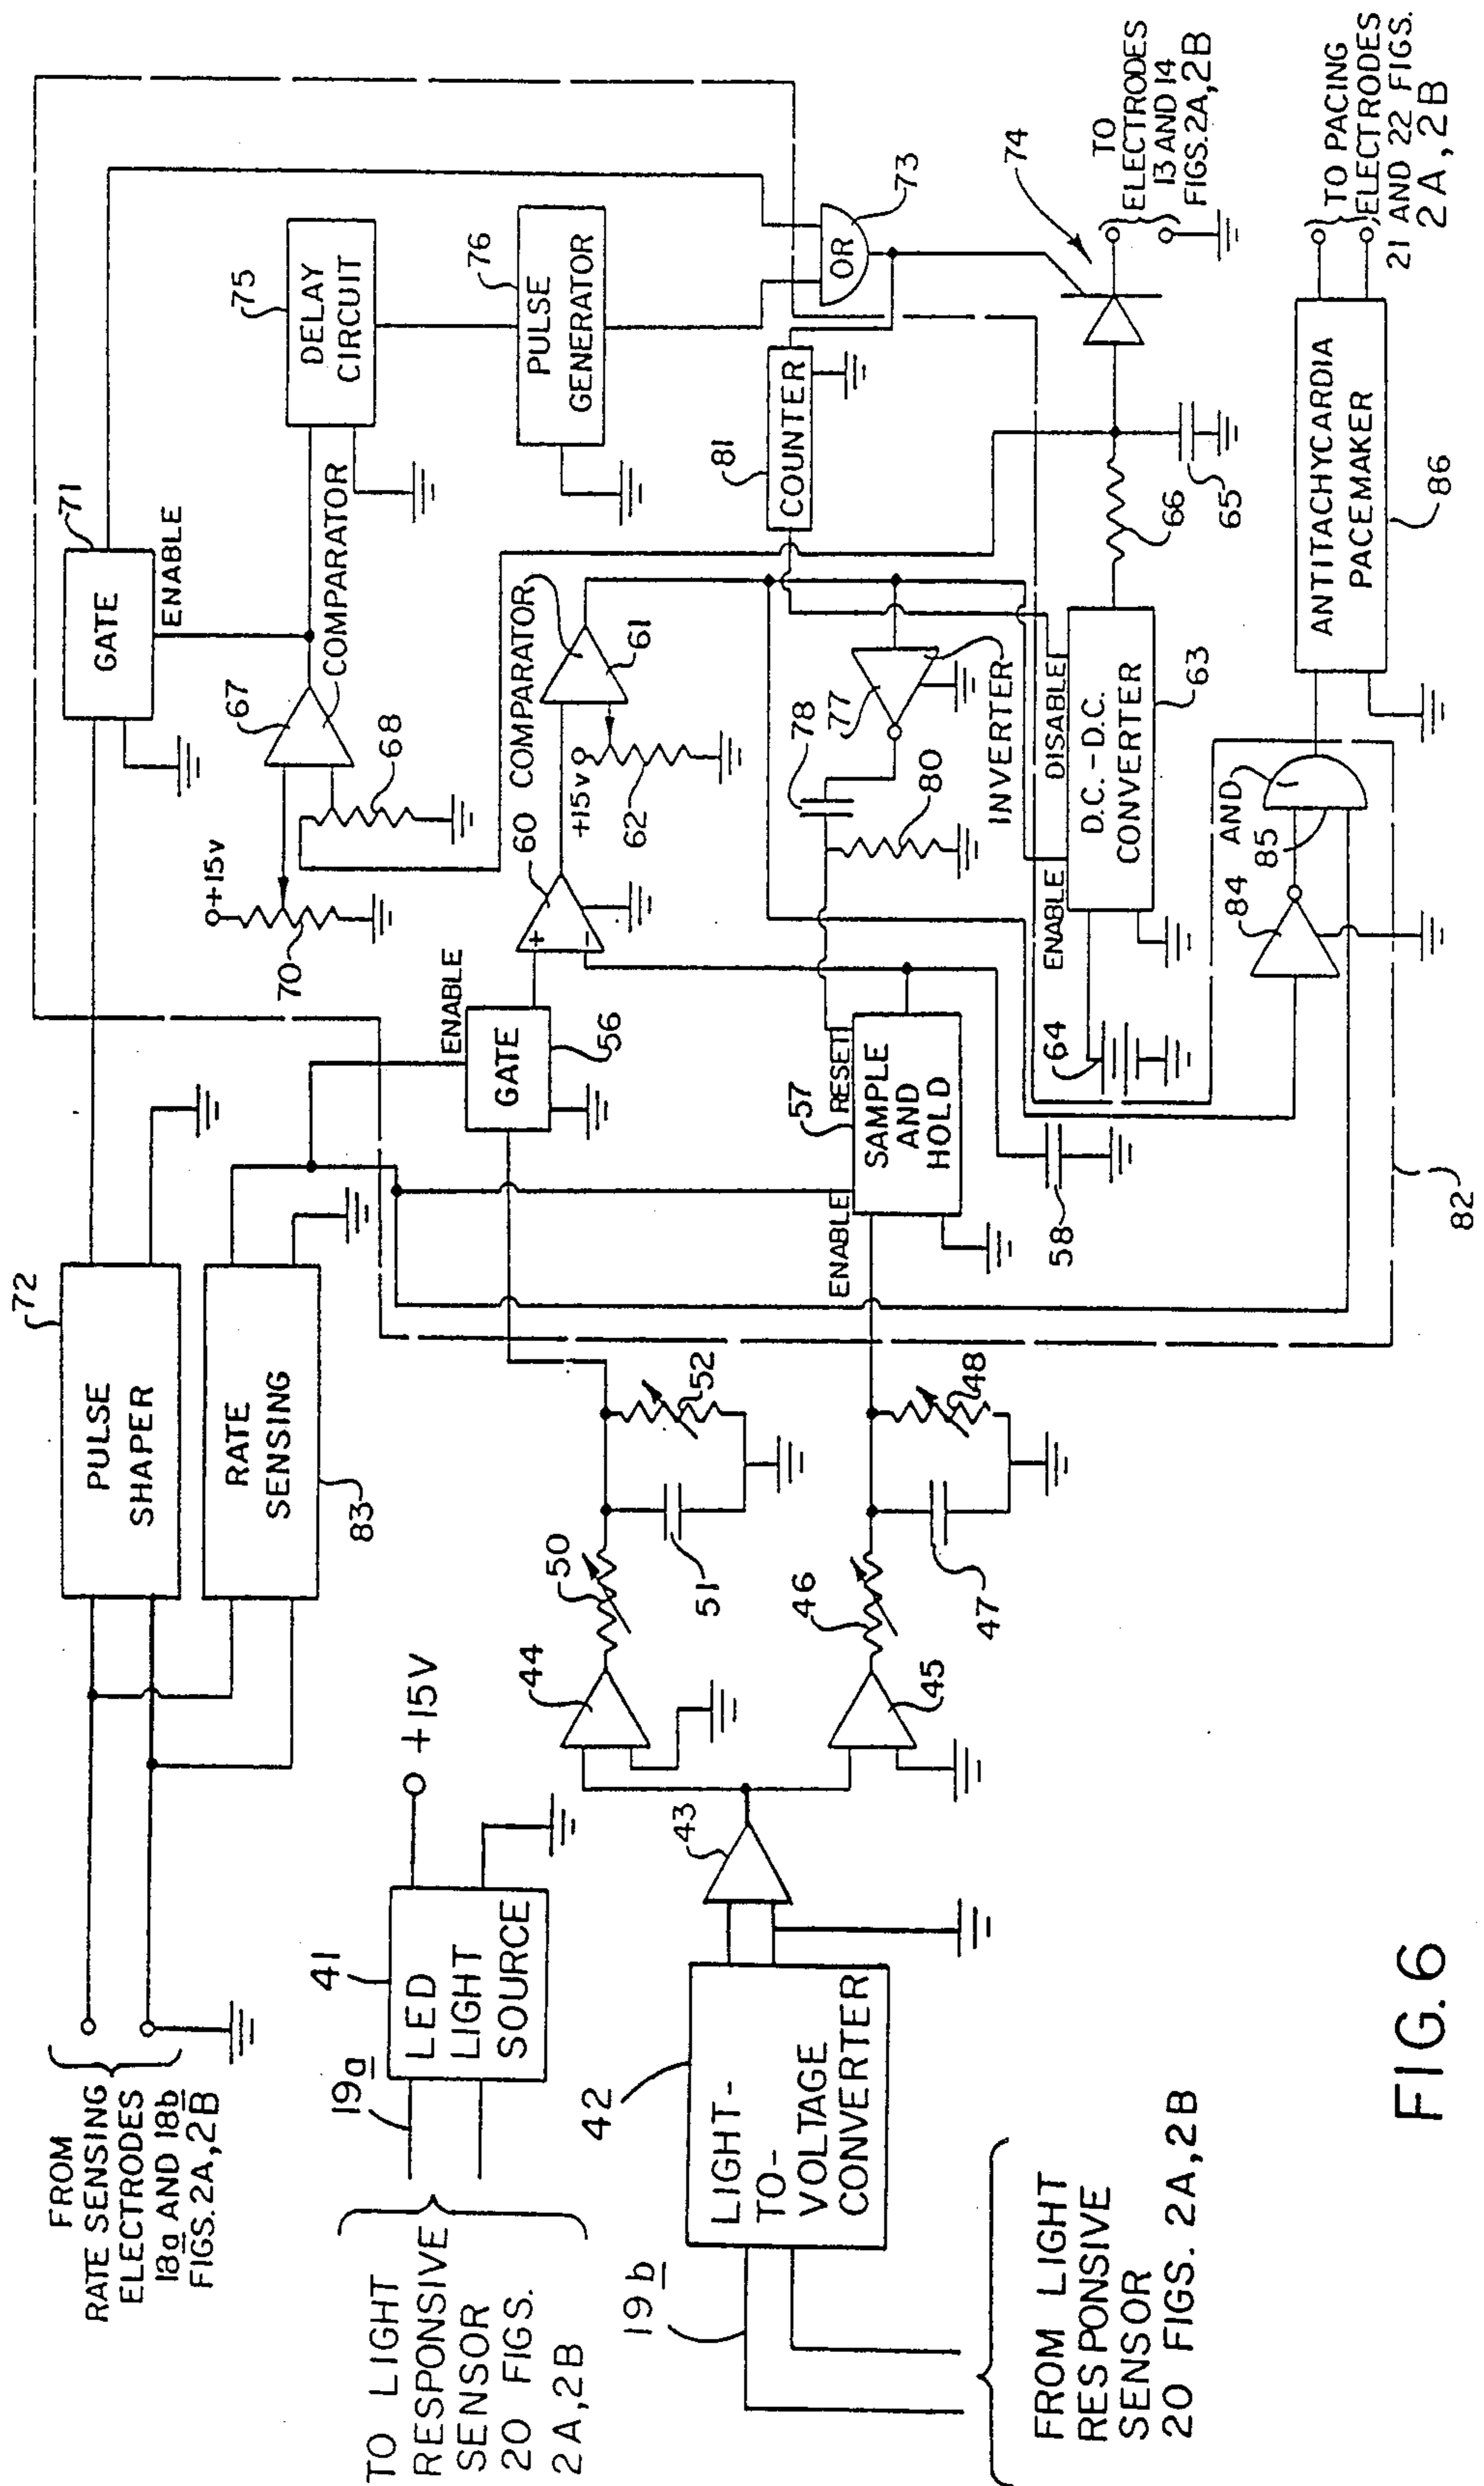 FROM
RATE SENSING
ELECTRODES
18a AND 18b
FIGS. 2A, 2B
72
PULSE
SHAPER
RATE
SENSING
83
71
GATE
ENABLE
+15v
70
67
COMPARATOR
68
75
DELAY
CIRCUIT
76
PULSE
GENERATOR
OR
73
TO LIGHT
RESPONSIVE
SENSOR
20 FIGS.
2A, 2B
19a
41
LED
LIGHT
SOURCE
+15V
44
50
51
52
ENABLE
GATE
56
60
COMPARATOR
61
+15v
62
81
COUNTER
74
TO
ELECTRODES
13 AND 14
FIGS. 2A, 2B
19b
42
LIGHT-
TO-
VOLTAGE
CONVERTER
43
45
46
47
48
57
ENABLE
RESET
SAMPLE
AND
HOLD
58
78
80
77
INVERTER
64
ENABLE
DISABLE
D.C.-D.C.
CONVERTER
63
66
65
FROM LIGHT
RESPONSIVE
SENSOR
20 FIGS. 2A, 2B
82
84
AND
85
ANTITACHYCARDIA
PACEMAKER
86
TO PACING
ELECTRODES
21 AND 22 FIGS.
2A, 2B
FIG. 6